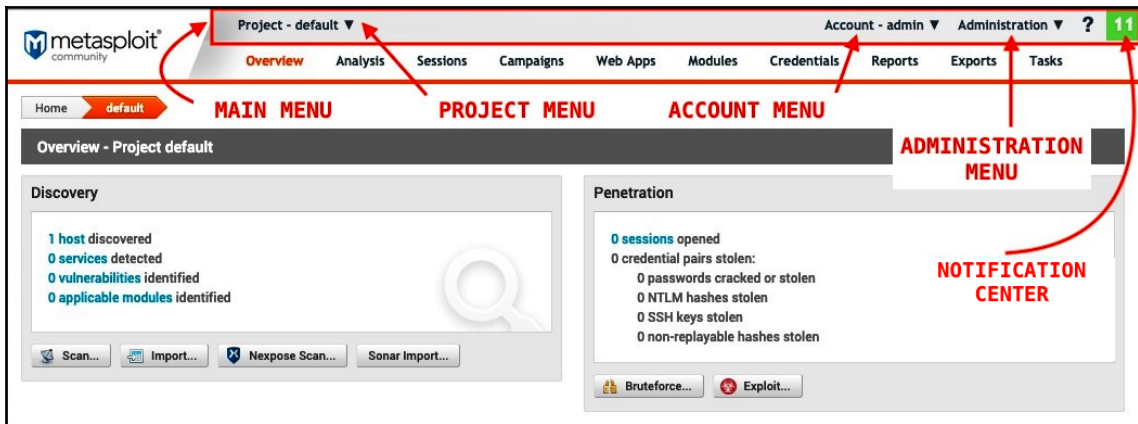 metasploit®
community
Project - default ▼
Account - admin ▼
Administration ▼
?
11
Overview
Analysis
Sessions
Campaigns
Web Apps
Modules
Credentials
Reports
Exports
Tasks
Home
default
MAIN MENU
PROJECT MENU
ACCOUNT MENU
ADMINISTRATION
MENU
Overview - Project default
Discovery
1 host discovered
0 services detected
0 vulnerabilities identified
0 applicable modules identified
Scan...
Import...
Nexpose Scan...
Sonar Import...
Penetration
0 sessions opened
0 credential pairs stolen:
0 passwords cracked or stolen
0 NTLM hashes stolen
0 SSH keys stolen
0 non-replayable hashes stolen
Bruteforce...
Exploit...
NOTIFICATION
CENTER